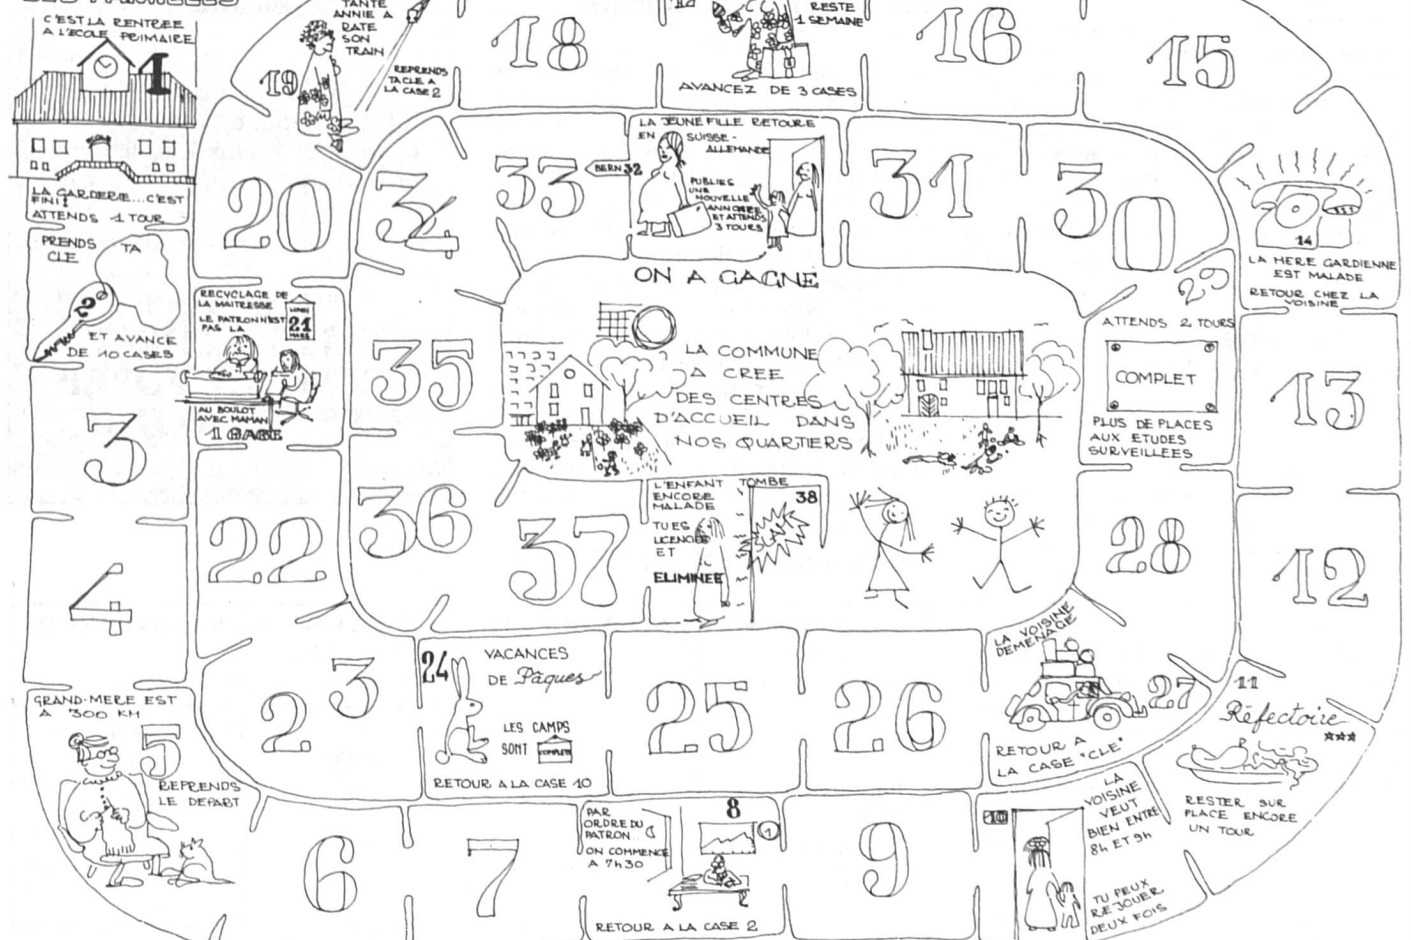 C'EST LA RENTREE
A L'ECOLE PRIMAIRE
1
ECOLE
LA GARDERIE...C'EST
FINI!
ATTENDS 1 TOUR
PRENDS TA
CLE
2
ET AVANCE
DE 10 CASES
3
4
GRAND-MERE EST
A 300 KM
5
REPRENDS
LE DEPART
6
7
PAR
ORDRE DU
PATRON...
ON COMMENCE
A 7H30
8
1
RETOUR A LA CASE 2
9
10
LA
VOISINE
VEUT
BIEN ENTRE
8H ET 9H
TU PEUX
REJOUER
DEUX FOIS
11
Réfectoire
***
RESTER SUR
PLACE ENCORE
UN TOUR
12
13
14
LA MERE GARDIENNE
EST MALADE
RETOUR CHEZ LA
VOISINE
15
16
RESTE
1 SEMAINE
AVANCEZ DE 3 CASES
18
TANTE
ANNIE A
RATE
SON
TRAIN
19
REPRENDS
TA CLE A
LA CASE 2
20
RECYCLAGE DE
LA MAITRESSE
LE PATRON N'EST
PAS LA
LUNDI
21
MARS
AU BOULOT
AVEC MAMAN
1 GAGE
22
23
24
VACANCES
DE Pâques
LES CAMPS
SONT
COMPLETS
RETOUR A LA CASE 10
25
26
LA VOISINE
DEMENAGE
27
RETOUR A
LA CASE "CLE"
28
29
ATTENDS 2 TOURS
COMPLET
PLUS DE PLACES
AUX ETUDES
SURVEILLEES
30
31
LA JEUNE FILLE RETOURE
EN SUISSE-
ALLEMANDE
BERN 32
PUBLIES
UNE
NOUVELLE
ANNONCE
ET ATTENDS
3 TOURS
33
34
35
36
37
L'ENFANT TOMBE
ENCORE
MALADE
38
TU ES
LICENCIEE
ET
ELIMINEE
ON A GAGNE
LA COMMUNE
A CREE
DES CENTRES
D'ACCUEIL DANS
NOS QUARTIERS